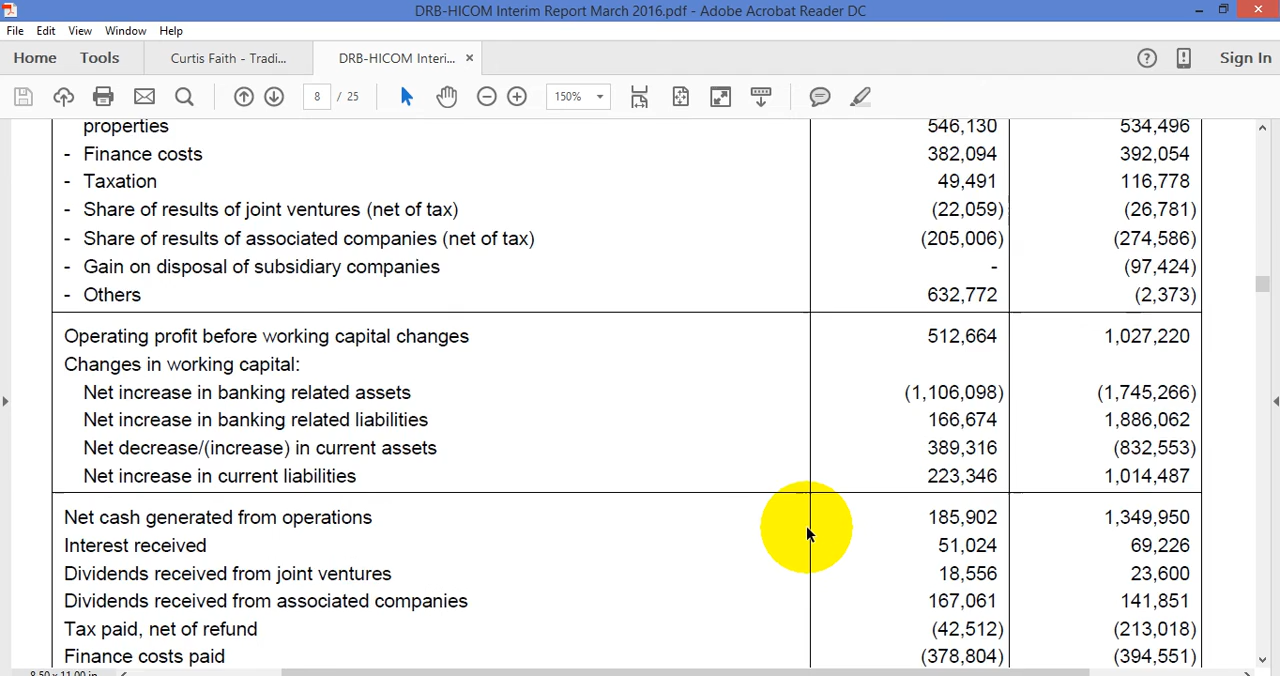 DRB-HICOM Interim Report March 2016.pdf - Adobe Acrobat Reader DC
File Edit View Window Help
Home Tools Curtis Faith - Tradi... DRB-HICOM Interi... × Sign In
8 / 25 150%
properties 546,130 534,496
- Finance costs 382,094 392,054
- Taxation 49,491 116,778
- Share of results of joint ventures (net of tax) (22,059) (26,781)
- Share of results of associated companies (net of tax) (205,006) (274,586)
- Gain on disposal of subsidiary companies - (97,424)
- Others 632,772 (2,373)
Operating profit before working capital changes 512,664 1,027,220
Changes in working capital:
Net increase in banking related assets (1,106,098) (1,745,266)
Net increase in banking related liabilities 166,674 1,886,062
Net decrease/(increase) in current assets 389,316 (832,553)
Net increase in current liabilities 223,346 1,014,487
Net cash generated from operations 185,902 1,349,950
Interest received 51,024 69,226
Dividends received from joint ventures 18,556 23,600
Dividends received from associated companies 167,061 141,851
Tax paid, net of refund (42,512) (213,018)
Finance costs paid (378,804) (394,551)
8.50 x 11.00 in